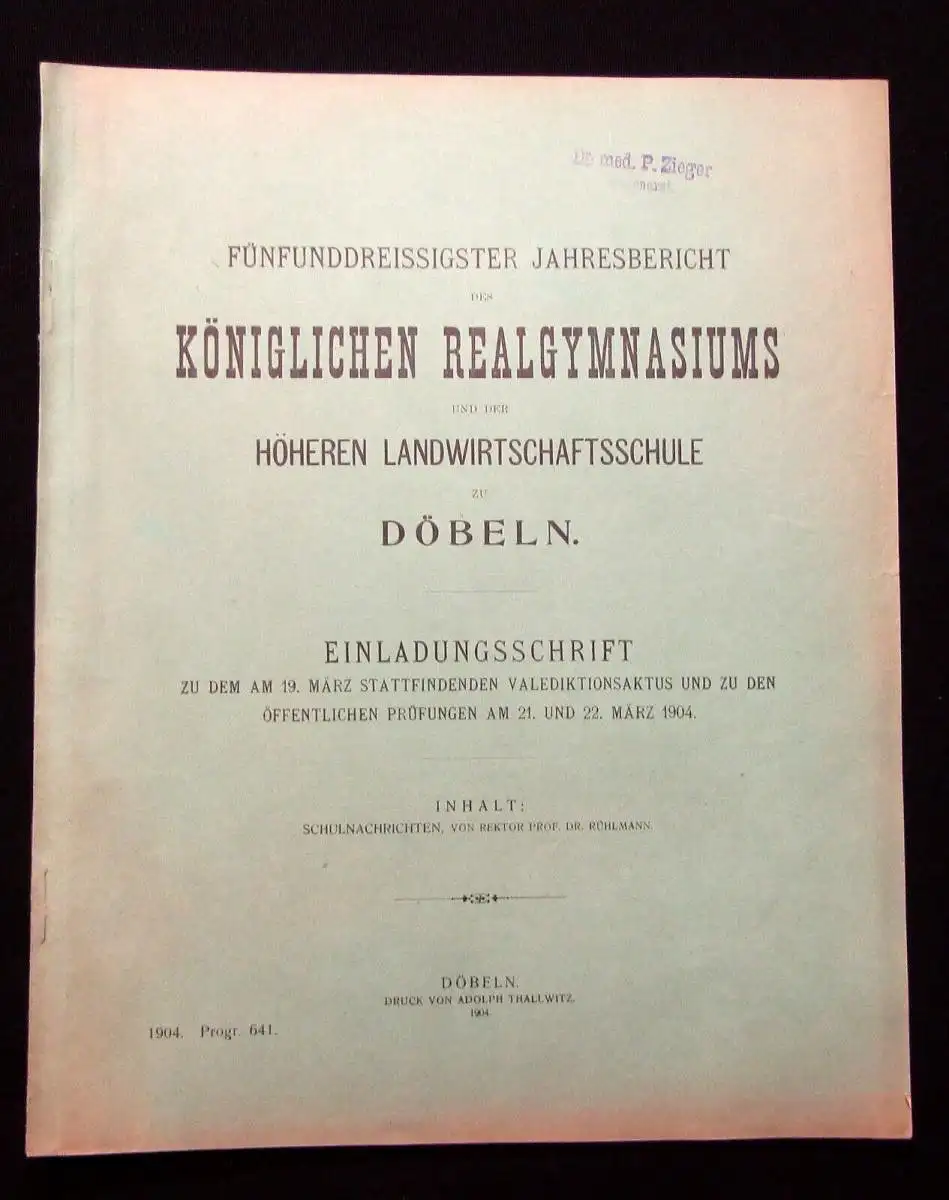 Dr med. P. Zieger
FÜNFUNDDREISSIGSTER JAHRESBERICHT
DES
KÖNIGLICHEN REALGYMNASIUMS
UND DER
HÖHEREN LANDWIRTSCHAFTSSCHULE
ZU
DÖBELN.
EINLADUNGSSCHRIFT
ZU DEM AM 19. MÄRZ STATTFINDENDEN VALEDIKTIONSAKTUS UND ZU DEN
ÖFFENTLICHEN PRÜFUNGEN AM 21. UND 22. MÄRZ 1904.
INHALT:
SCHULNACHRICHTEN, VON REKTOR PROF. DR. RÜHLMANN.
DÖBELN.
DRUCK VON ADOLPH THALLWITZ.
1904.
1904. Progr. 641.